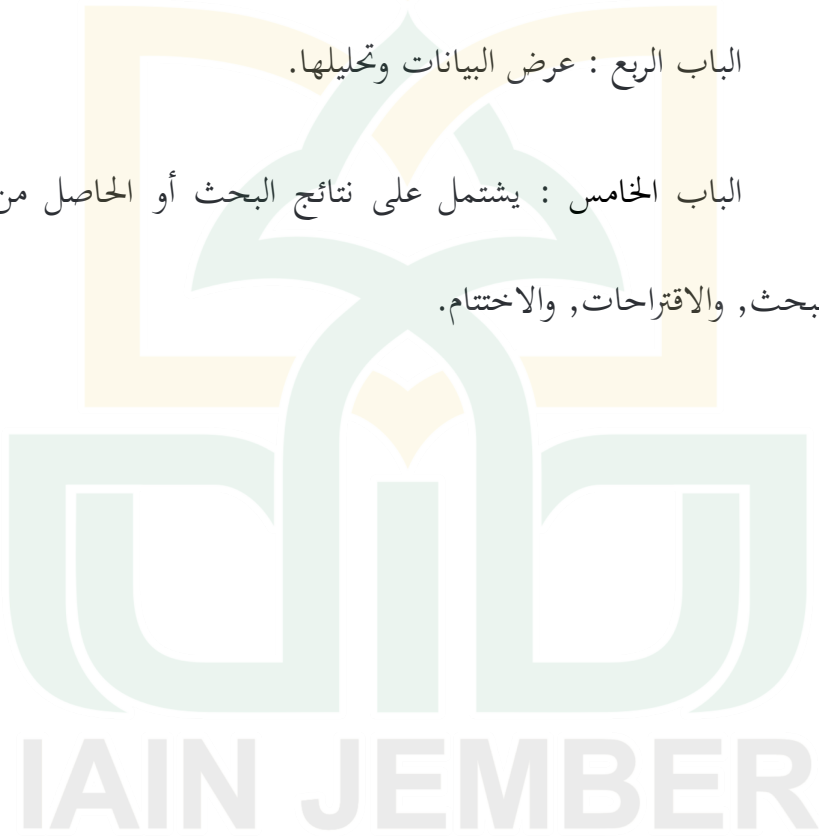 الباب الربع : عرض البيانات وتحليلها.
الباب الخامس : يشتمل على نتائج البحث أو الحاصل من
بحث, والاقتراحات, والاختتام.
IAIN JEMBER